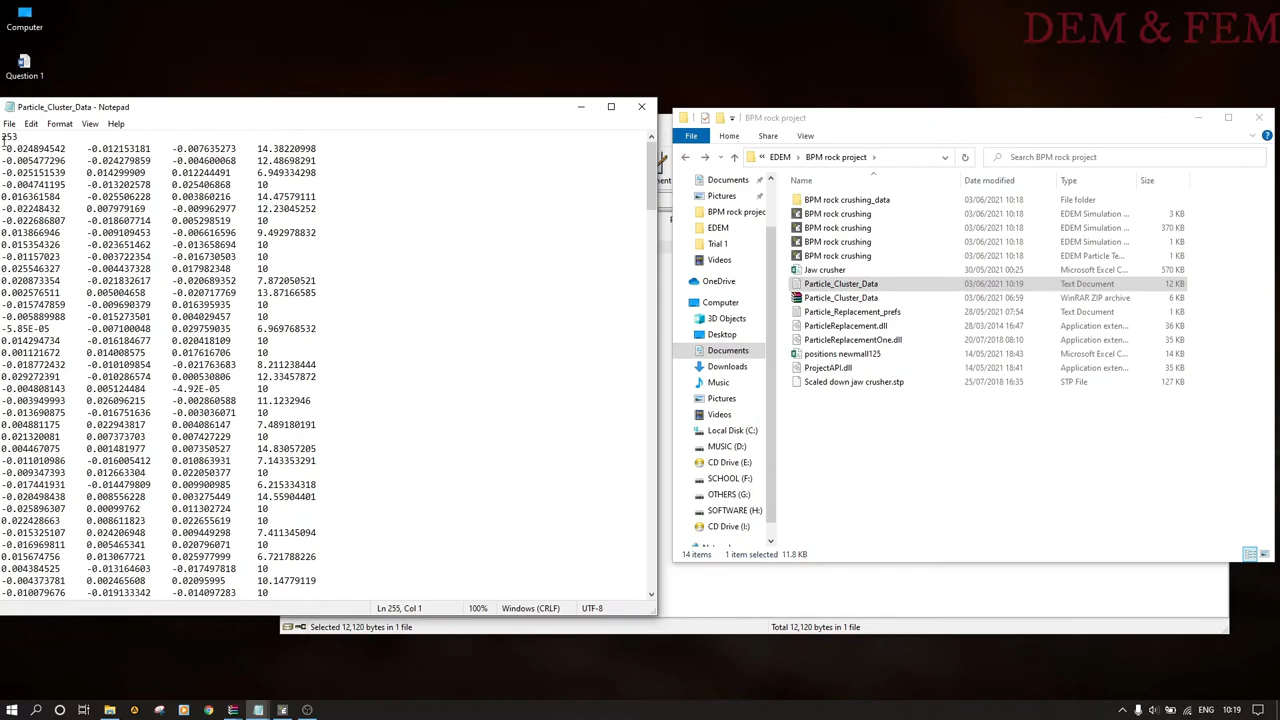 DEM & FEM
Computer
Question 1
Particle_Cluster_Data - Notepad
File Edit Format View Help
253
-0.024894542 -0.012153181 -0.007635273 14.38220998
-0.005477296 -0.024279859 -0.004600068 12.48698291
-0.025151539 0.014299909 0.012244491 6.949334298
-0.004741195 -0.013202578 0.025406868 10
0.016361584 -0.025506228 0.003860216 14.47579111
-0.02248432 0.007979169 -0.009962977 12.23045252
-0.022686807 -0.018607714 0.005298519 10
0.013866946 -0.009109453 -0.006616596 9.492978832
0.015354326 -0.023651462 -0.013658694 10
-0.01157023 -0.003722354 -0.016730503 10
0.025546327 -0.004437328 0.017982348 10
0.020873354 -0.021832617 -0.020689352 7.872050521
0.002576511 0.005004658 -0.020717769 13.87166585
-0.015747859 -0.009690379 0.016395935 10
-0.005889988 -0.015273501 0.004029457 10
-5.85E-05 -0.007100048 0.029759035 6.969768532
-0.024294734 -0.016184677 0.020418109 10
0.001121672 0.014008575 0.017616706 10
-0.018772432 -0.010109854 -0.021763683 8.211238444
0.029272391 -0.010286574 0.000530806 12.33457872
-0.004808143 0.005124484 -4.92E-05 10
-0.003949993 0.026096215 -0.002860588 11.1232946
-0.013690875 -0.016751636 -0.003036071 10
0.004881175 0.022943817 0.004086147 7.489180191
0.021320081 0.007373703 0.007427229 10
0.004467075 0.001481977 0.007350527 14.83057205
-0.011010986 -0.016005412 0.010863931 7.143353291
-0.009347393 0.012663304 0.022050377 10
-0.017441931 -0.014479809 0.009900985 6.215334318
-0.020498438 0.008556228 0.003275449 14.55904401
-0.025896307 0.00099762 0.011302724 10
0.022428663 0.008611823 0.022655619 10
-0.015325107 0.024206948 0.009449298 7.411345094
-0.016969811 0.005465341 0.020796071 10
0.015674756 0.013067721 0.025977999 6.721788226
0.004384525 -0.013164603 -0.017497818 10
-0.004373781 0.002465608 0.02095995 10.14779119
-0.010079676 -0.019133342 -0.014097283 10
Ln 255, Col 1 100% Windows (CRLF) UTF-8
BPM rock project
File Home Share View
« EDEM > BPM rock project > Search BPM rock project
Name Date modified Type Size
Documents
Pictures
BPM rock projec
EDEM
Trial 1
Videos
OneDrive
Computer
3D Objects
Desktop
Documents
Downloads
Music
Pictures
Videos
Local Disk (C:)
MUSIC (D:)
CD Drive (E:)
SCHOOL (F:)
OTHERS (G:)
SOFTWARE (H:)
CD Drive (I:)
BPM rock crushing_data 03/06/2021 10:18 File folder
BPM rock crushing 03/06/2021 10:18 EDEM Simulation ... 3 KB
BPM rock crushing 03/06/2021 10:18 EDEM Simulation ... 370 KB
BPM rock crushing 03/06/2021 10:18 EDEM Simulation ... 1 KB
BPM rock crushing 03/06/2021 10:18 EDEM Particle Te... 1 KB
Jaw crusher 30/05/2021 00:25 Microsoft Excel C... 570 KB
Particle_Cluster_Data 03/06/2021 10:19 Text Document 12 KB
Particle_Cluster_Data 03/06/2021 06:59 WinRAR ZIP archive 6 KB
Particle_Replacement_prefs 28/05/2021 07:54 Text Document 1 KB
ParticleReplacement.dll 28/03/2014 16:47 Application exten... 36 KB
ParticleReplacementOne.dll 20/07/2018 08:10 Application exten... 35 KB
positions newmall125 14/05/2021 18:43 Microsoft Excel C... 14 KB
ProjectAPI.dll 14/05/2021 18:41 Application exten... 35 KB
Scaled down jaw crusher.stp 25/07/2018 16:35 STP File 127 KB
14 items 1 item selected 11.8 KB
Selected 12,120 bytes in 1 file Total 12,120 bytes in 1 file
ENG 10:19